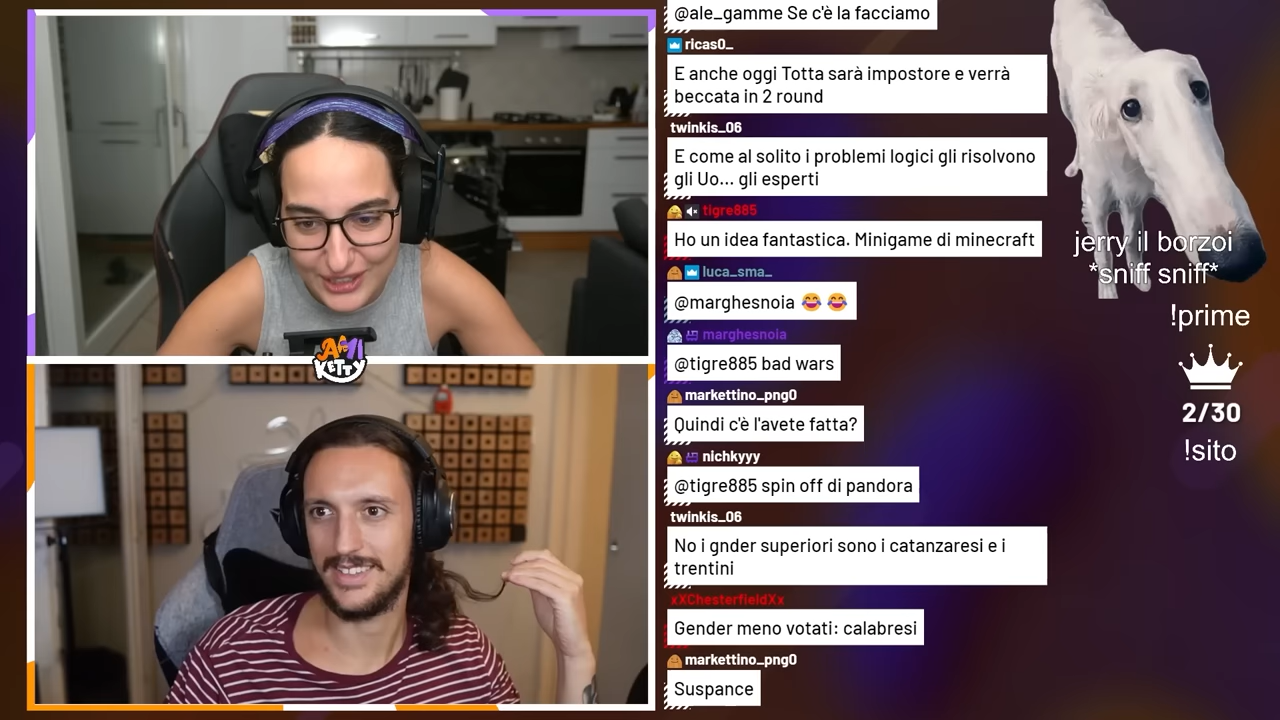 @ale_gamme Se c'è la facciamo
ricas0_
E anche oggi Totta sarà impostore e verrà
beccata in 2 round
twinkis_06
E come al solito i problemi logici gli risolvono
gli Uo... gli esperti
tigre885
Ho un idea fantastica. Minigame di minecraft
luca_sma_
@marghesnoia 😂 😂
marghesnoia
@tigre885 bad wars
markettino_png0
Quindi c'è l'avete fatta?
nichkyyy
@tigre885 spin off di pandora
twinkis_06
No i gnder superiori sono i catanzaresi e i
trentini
xXChesterfieldXx
Gender meno votati: calabresi
markettino_png0
Suspance
jerry il borzoi
*sniff sniff*
!prime
2/30
!sito
KETTY